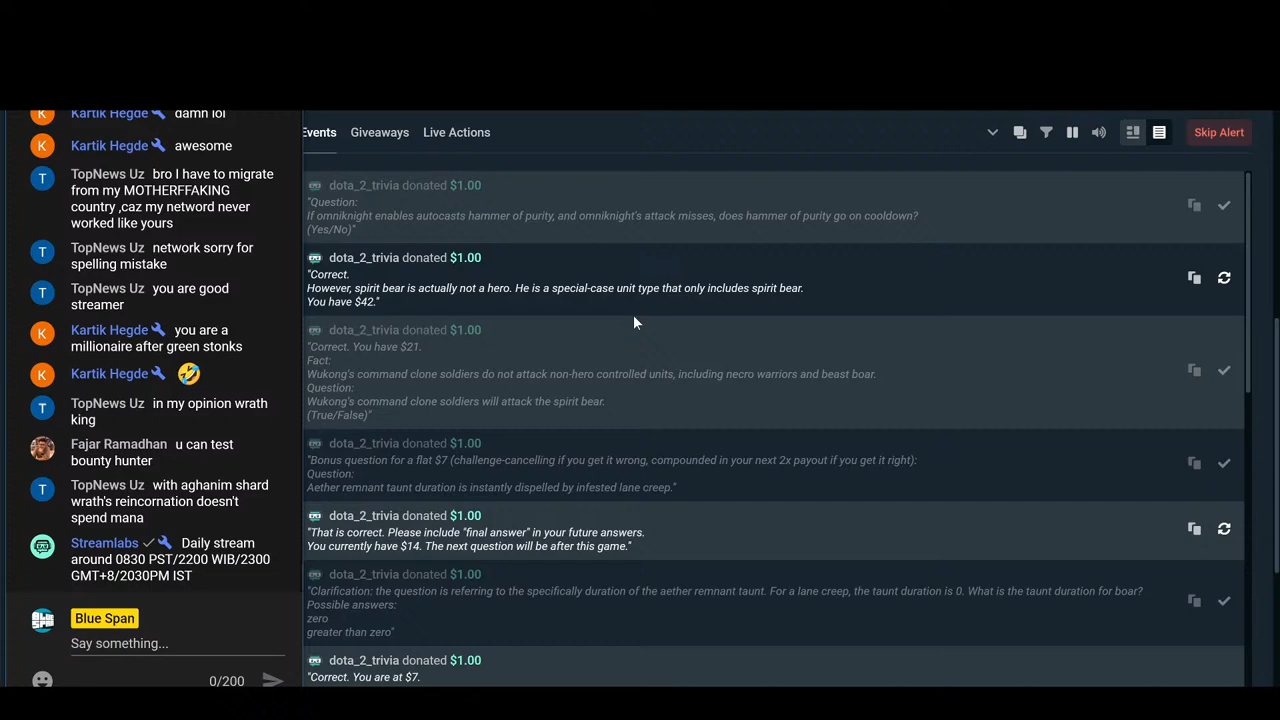 K Kartik Hegde damn lol
K Kartik Hegde awesome
T TopNews Uz bro I have to migrate
from my MOTHERFFAKING
country ,caz my netword never
worked like yours
T TopNews Uz network sorry for
spelling mistake
T TopNews Uz you are good
streamer
K Kartik Hegde you are a
millionaire after green stonks
K Kartik Hegde 🤣
T TopNews Uz in my opinion wrath
king
Fajar Ramadhan u can test
bounty hunter
T TopNews Uz with aghanim shard
wrath's reincornation doesn't
spend mana
Streamlabs Daily stream
around 0830 PST/2200 WIB/2300
GMT+8/2030PM IST
Blue Span
Say something...
0/200
Events Giveaways Live Actions Skip Alert
dota_2_trivia donated $1.00
"Question:
If omniknight enables autocasts hammer of purity, and omniknight's attack misses, does hammer of purity go on cooldown?
(Yes/No)"
dota_2_trivia donated $1.00
"Correct.
However, spirit bear is actually not a hero. He is a special-case unit type that only includes spirit bear.
You have $42."
dota_2_trivia donated $1.00
"Correct. You have $21.
Fact:
Wukong's command clone soldiers do not attack non-hero controlled units, including necro warriors and beast boar.
Question:
Wukong's command clone soldiers will attack the spirit bear.
(True/False)"
dota_2_trivia donated $1.00
"Bonus question for a flat $7 (challenge-cancelling if you get it wrong, compounded in your next 2x payout if you get it right):
Question:
Aether remnant taunt duration is instantly dispelled by infested lane creep."
dota_2_trivia donated $1.00
"That is correct. Please include "final answer" in your future answers.
You currently have $14. The next question will be after this game."
dota_2_trivia donated $1.00
"Clarification: the question is referring to the specifically duration of the aether remnant taunt. For a lane creep, the taunt duration is 0. What is the taunt duration for boar?
Possible answers:
zero
greater than zero"
dota_2_trivia donated $1.00
"Correct. You are at $7.